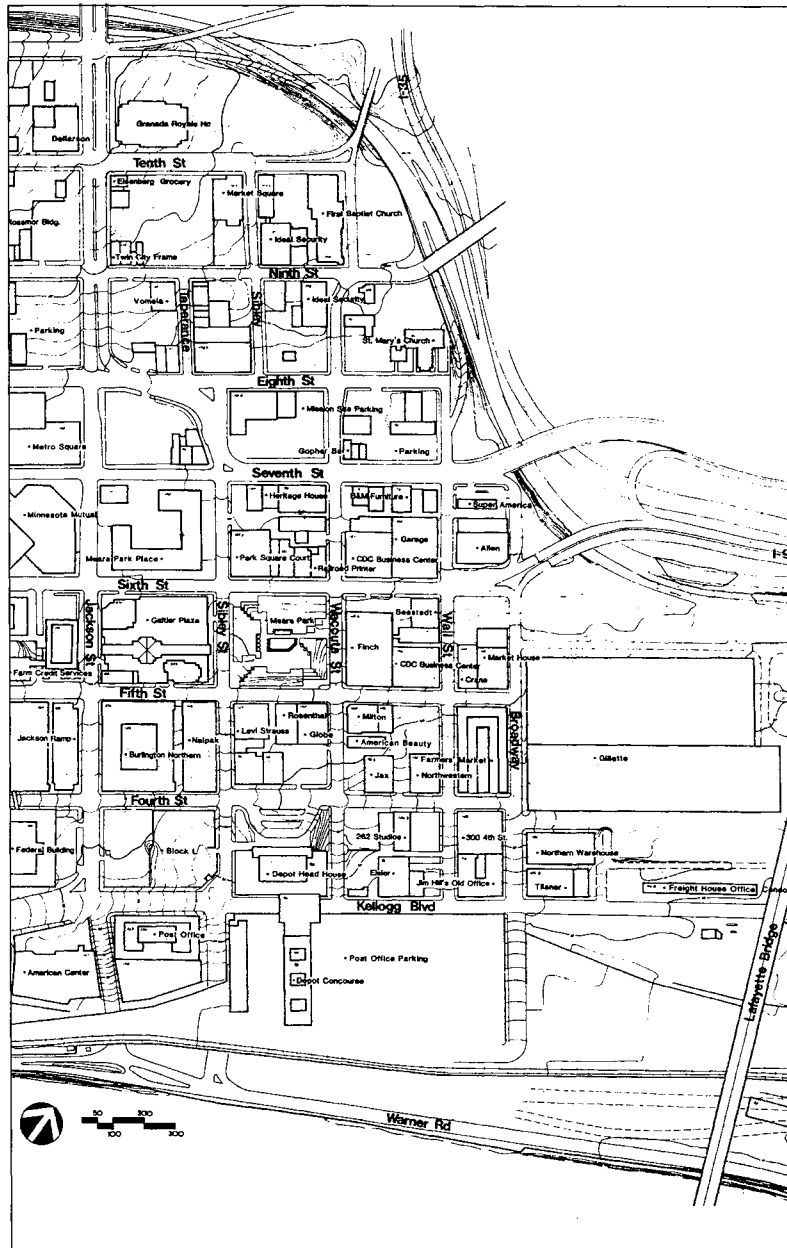 I-35
Granada Royale Ho
Tenth St
Eisenberg Grocery
Market Square
First Baptist Church
Rossmor Bldg.
Ideal Security
Twin City Frame
Ninth St
Vomela
Temperance
Sibley
Ideal Security
Parking
St. Mary's Church
Eighth St
Mission Site Parking
Metro Square
Gopher Bar
Parking
Seventh St
Heritage House
B&M Furniture
Super America
Minnesota Mutual
Garage
Mears Park Place
Park Square Court
CDC Business Center
Allen
I-9
Railroad Printer
Sixth St
Jackson St
Galtier Plaza
Sibley St
Mears Park
Wacouta St
Beestedt
Wall St
Finch
Market House
CDC Business Center
Farm Credit Services
Crane
Fifth St
Jackson Ramp
Burlington Northern
Nalpak
Levi Strauss
Rosenthal
Globe
Milton
American Beauty
Broadway
Farmers' Market
Gillette
Jax
Northwestern
Fourth St
Federal Building
Block L
262 Studios
300 4th St.
Northern Warehouse
Depot Head House
Eisler
Jim Hill's Old Office
Tilsner
Freight House Office
Kellogg Blvd
Post Office
American Center
Post Office Parking
Depot Concourse
Lafayette Bridge
Warner Rd
50 200
100 300